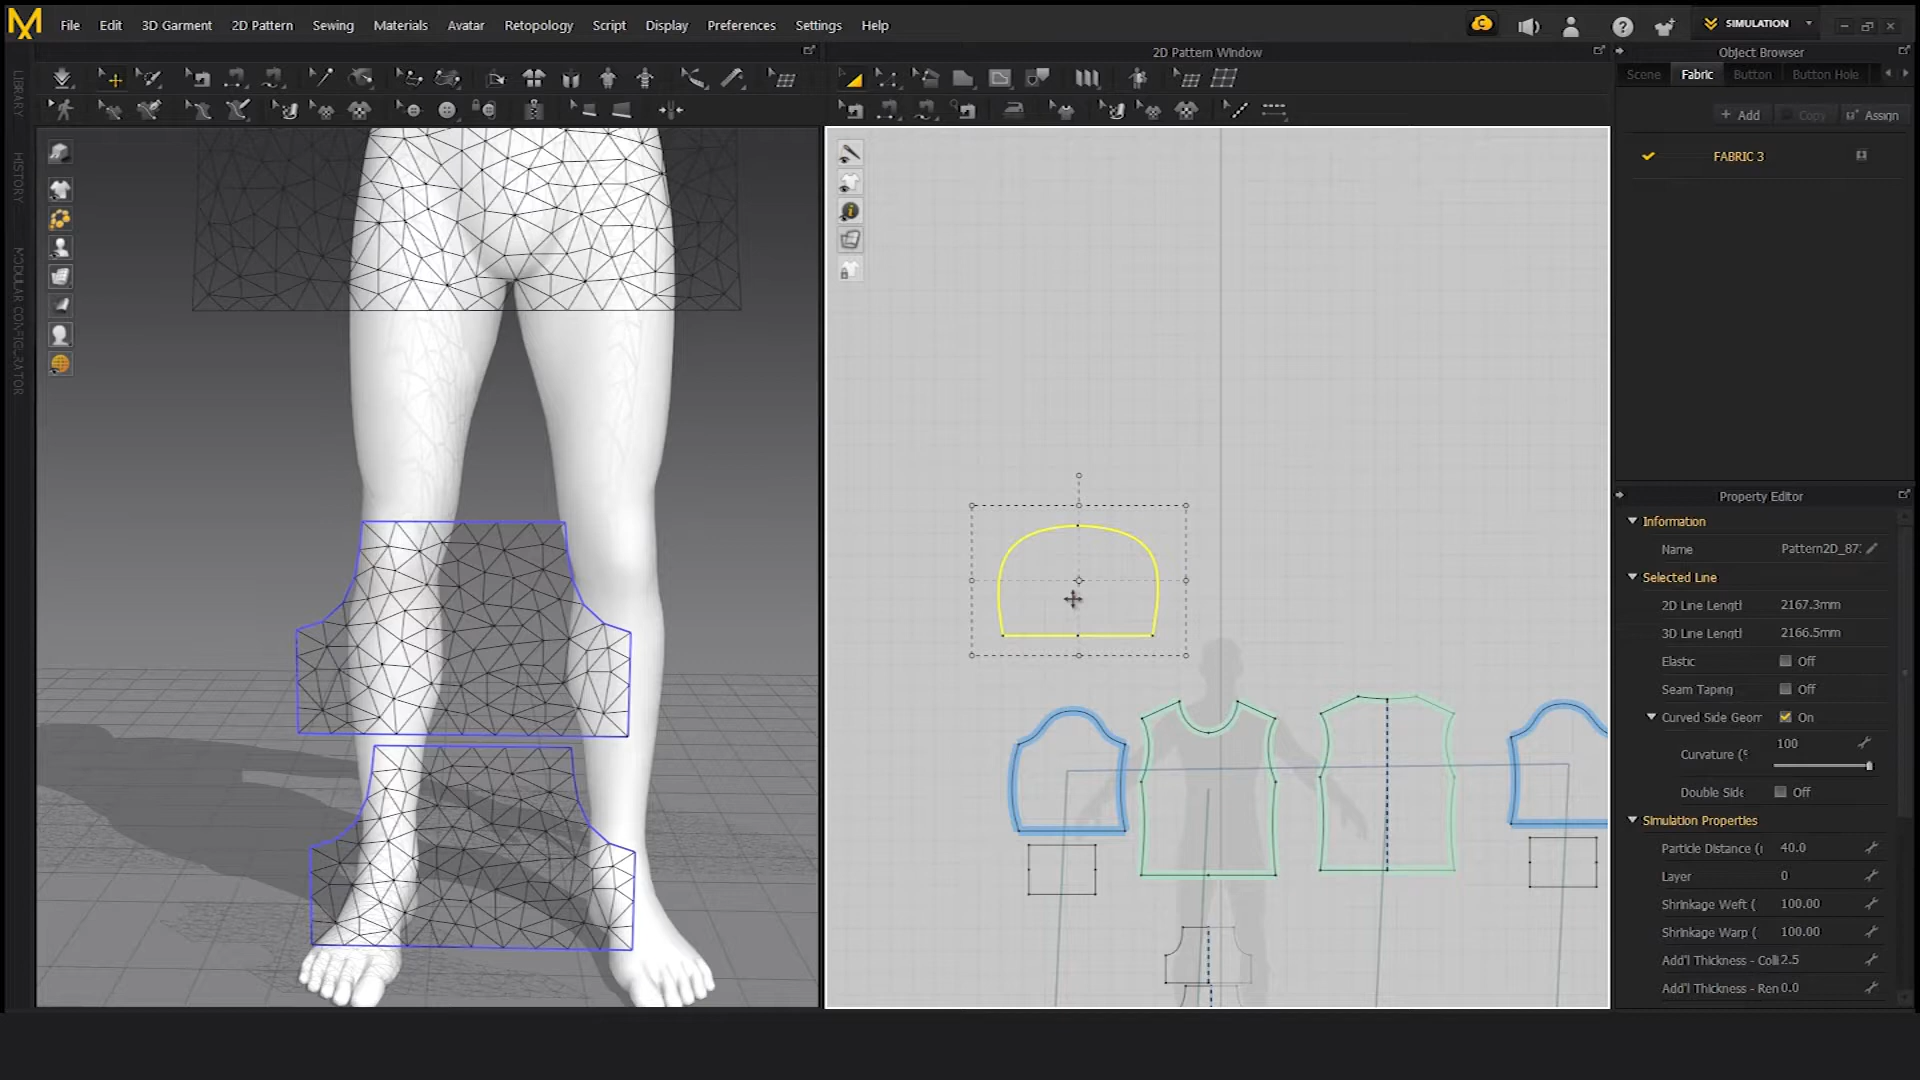 File Edit 3D Garment 2D Pattern Sewing Materials Avatar Retopology Script Display Preferences Settings Help
SIMULATION
2D Pattern Window
Object Browser
Scene Fabric Button Button Hole
+ Add Copy Assign
FABRIC 3
LIBRARY
HISTORY
MODULAR CONFIGURATOR
Property Editor
Information
Name Pattern2D_87
Selected Line
2D Line Lengtl 2167.3mm
3D Line Lengtl 2166.5mm
Elastic Off
Seam Taping Off
Curved Side Geom On
Curvature (% 100
Double Side Off
Simulation Properties
Particle Distance (r 40.0
Layer 0
Shrinkage Weft ( 100.00
Shrinkage Warp ( 100.00
Add'l Thickness - Colli 2.5
Add'l Thickness - Ren 0.0